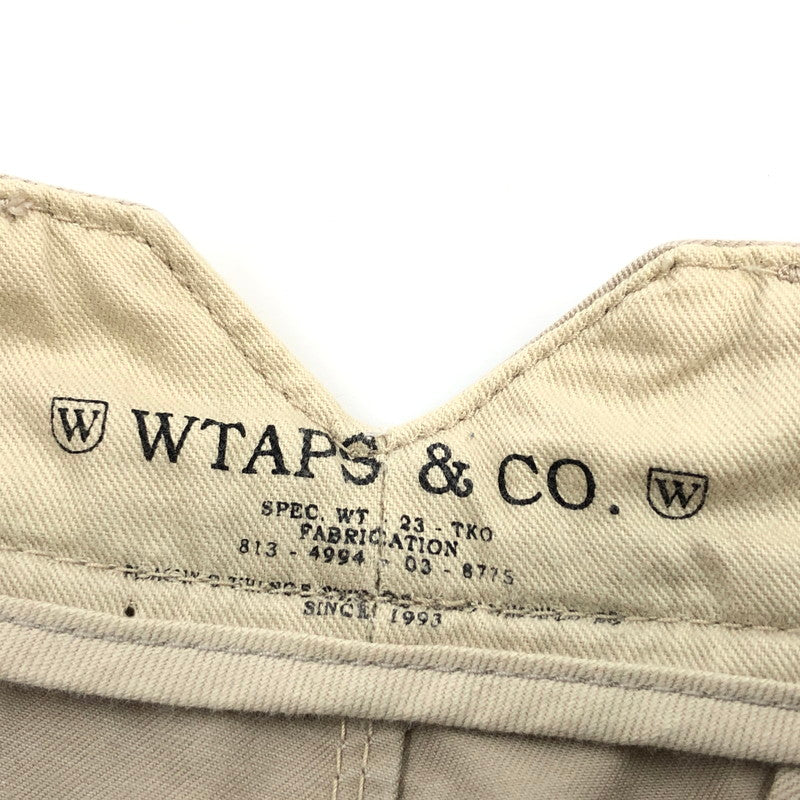 W WTAPS & CO. W
SPEC. WT - 23 - TKO
FABRICATION
813 - 4994 - 03 - 8775
SINCE 1993